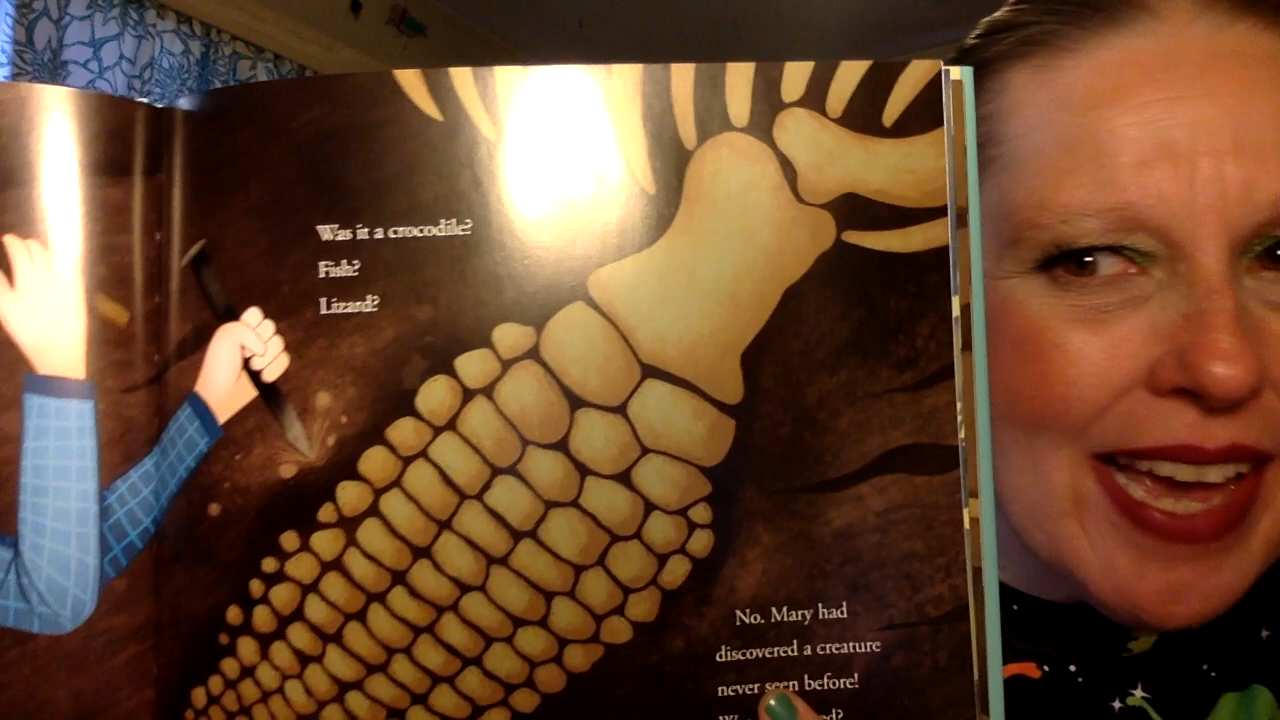 Was it a crocodile?
Fish?
Lizard?
No. Mary had
discovered a creature
never seen before!